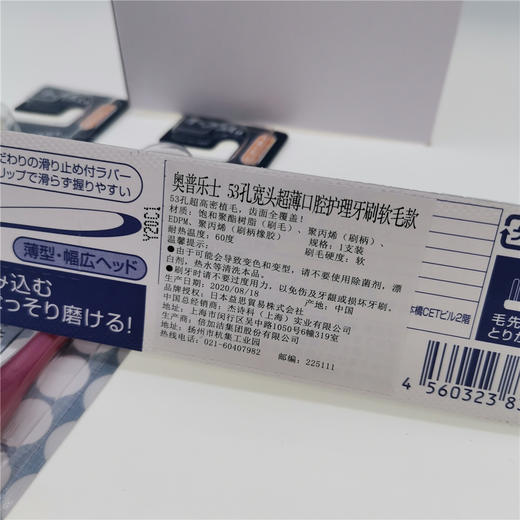 だわりの滑り止め付ラバー
リップで滑らず握りやすい
薄型・幅広ヘッド
み込む
ごっそり磨ける!
Y20C1
奥普乐士 53孔宽头超薄口腔护理牙刷软毛款
53孔超高密植毛,齿面全覆盖!
材质:饱和聚酯树脂(刷毛)、聚丙烯(刷柄)、
EDPM、聚丙烯(刷柄橡胶) 规格:1支装
耐热温度:60度 刷毛硬度:软
温馨提示:
●由于可能会导致变色和变型,请不要使用除菌剂,漂
白剂,热水等清洗本品。
●刷牙时请不要过度用力,以免伤及牙龈或损坏牙刷。
生产日期:2020/08/18 产地:中国
品牌授权:日本益思贸易株式会社
中国总经销商:杰诗科(上海)实业有限公司
地址:上海市闵行区吴中路1050号6幢319室
生产商:倍加洁集团股份有限公司
地址:扬州市杭集工业园
热线电话:021-60407982 邮编:225111
橋CETビル2階
毛先
とりか
4 560323 8